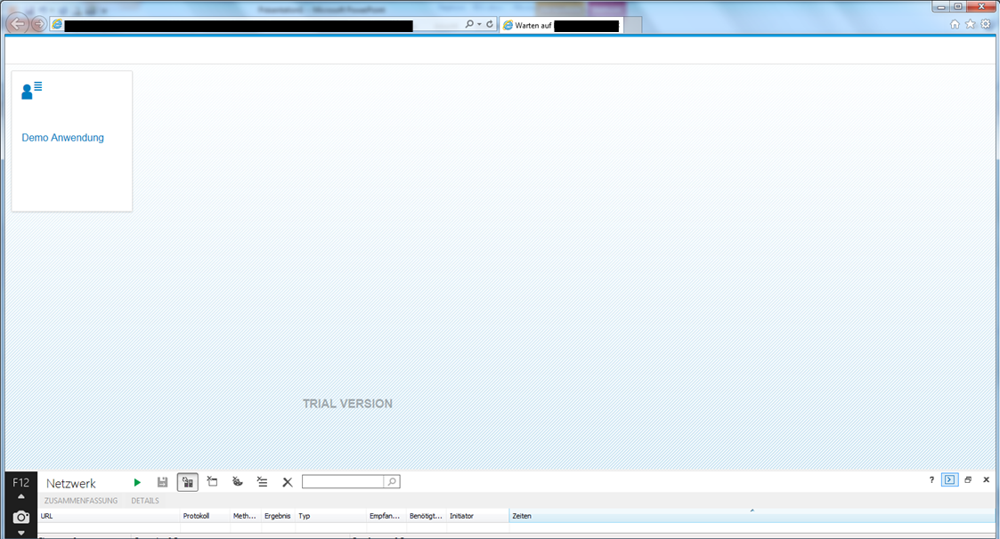 Warten auf
Demo Anwendung
TRIAL VERSION
F12
Netzwerk
?
ZUSAMMENFASSUNG DETAILS
URL Protokoll Meth... Ergebnis Typ Empfan... Benötigt... Initiator Zeiten